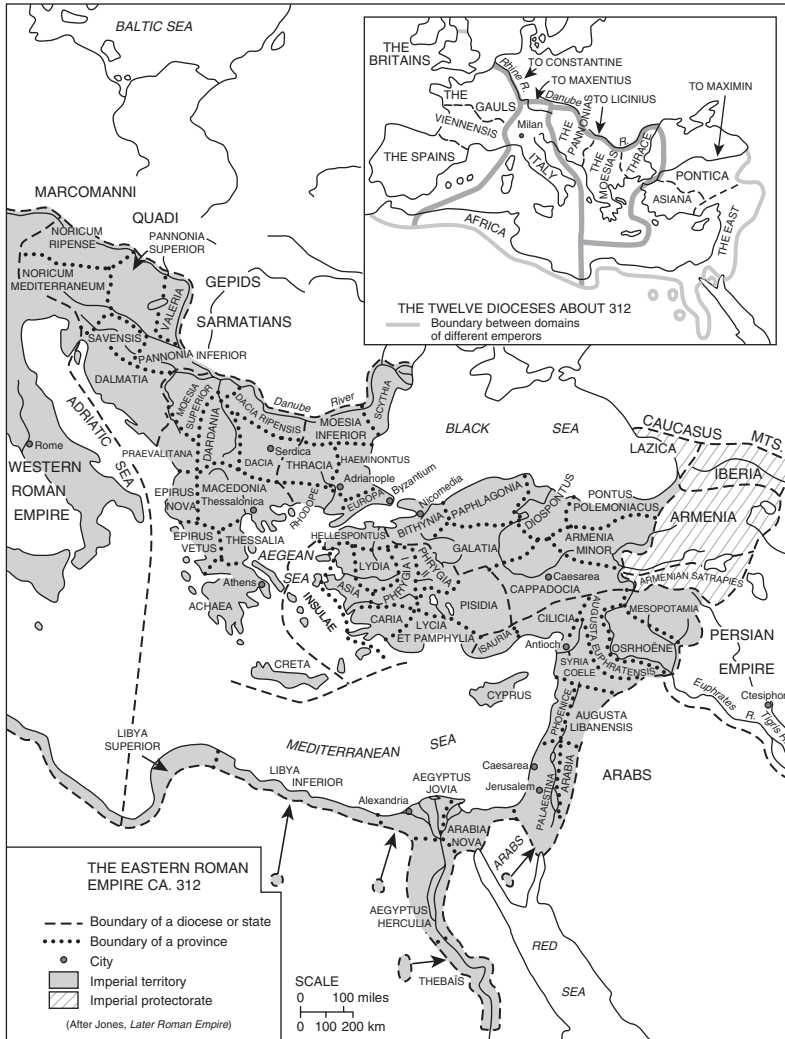 BALTIC SEA
THE
BRITAINS
Rhine R.
TO CONSTANTINE
TO MAXENTIUS
Danube
TO LICINIUS
R.
TO MAXIMIN
THE
GAULS
VIENNENSIS
Milan
THE SPAINS
ITALY
THE
PANNONIAS
THE
MOESIAS
THRACE
PONTICA
ASIANA
AFRICA
THE EAST
THE TWELVE DIOCESES ABOUT 312
Boundary between domains
of different emperors
MARCOMANNI
QUADI
NORICUM
RIPENSE
PANNONIA
SUPERIOR
NORICUM
MEDITERRANEUM
VALERIA
GEPIDS
SARMATIANS
SAVENSIS
PANNONIA INFERIOR
DALMATIA
ADRIATIC
SEA
Rome
WESTERN
ROMAN
EMPIRE
MOESIA
SUPERIOR
DARDANIA
DACIA RIPENSIS
Danube River
SCYTHIA
MOESIA
INFERIOR
PRAEVALITANA
Serdica
DACIA
THRACIA
HAEMINONTUS
Adrianople
EUROPA
Byzantium
Nicomedia
RHODOPE
EPIRUS
NOVA
MACEDONIA
Thessalonica
EPIRUS
VETUS
THESSALIA
AEGEAN
SEA
Athens
ACHAEA
INSULAE
CRETA
BLACK SEA
CAUCASUS MTS
LAZICA
IBERIA
ARMENIA
ARMENIAN SATRAPIES
HELLESPONTUS
BITHYNIA
PAPHLAGONIA
DIOSPONTUS
PONTUS
POLEMONIACUS
LYDIA
ASIA
PHRYGIA
I
PHRYGIA
II
GALATIA
ARMENIA
MINOR
Caesarea
CAPPADOCIA
CARIA
LYCIA
ET PAMPHYLIA
PISIDIA
ISAURIA
CILICIA
AUGUSTA
EUPHRATENSIS
MESOPOTAMIA
OSRHOËNE
Antioch
SYRIA
COELE
PERSIAN
EMPIRE
Ctesiphon
Euphrates
R.
Tigris R.
CYPRUS
PHOENICE
AUGUSTA
LIBANENSIS
MEDITERRANEAN SEA
Caesarea
Jerusalem
PALAESTINA
ARABIA
ARABS
LIBYA
SUPERIOR
LIBYA
INFERIOR
Alexandria
AEGYPTUS
JOVIA
ARABIA
NOVA
ARABS
AEGYPTUS
HERCULIA
THEBAÏS
RED
SEA
THE EASTERN ROMAN
EMPIRE CA. 312
Boundary of a diocese or state
Boundary of a province
City
Imperial territory
Imperial protectorate
(After Jones, Later Roman Empire)
SCALE
0 100 miles
0 100 200 km